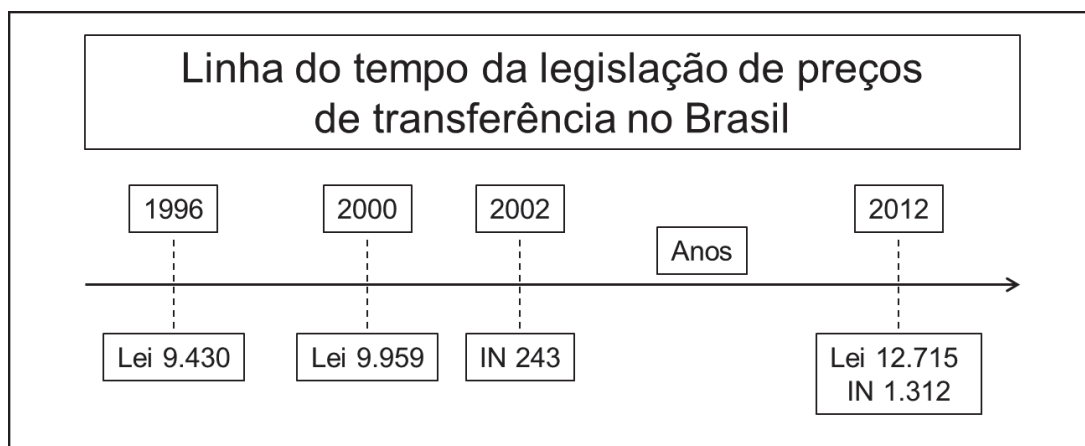 Linha do tempo da legislação de preços
de transferência no Brasil
1996
2000
2002
2012
Anos
Lei 9.430
Lei 9.959
IN 243
Lei 12.715
IN 1.312